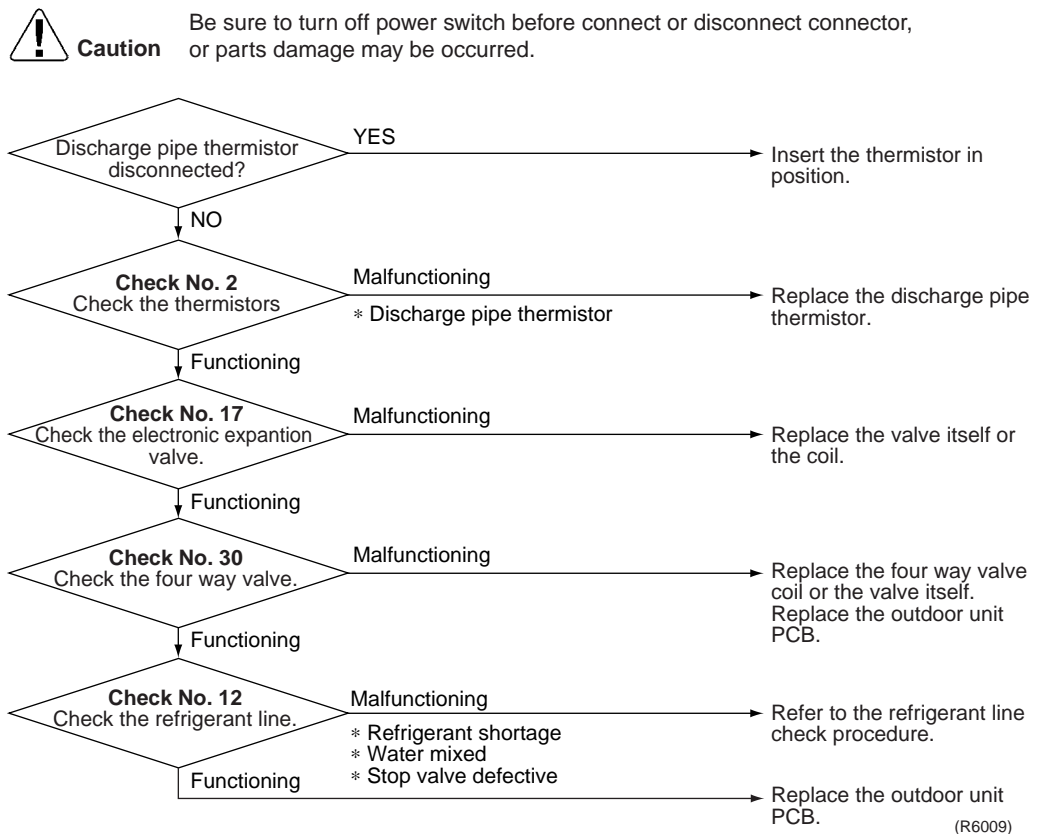 Be sure to turn off power switch before connect or disconnect connector,
Caution or parts damage may be occurred.
Discharge pipe thermistor
disconnected?
YES
Insert the thermistor in
position.
NO
Check No. 2
Check the thermistors
Malfunctioning
* Discharge pipe thermistor
Replace the discharge pipe
thermistor.
Functioning
Check No. 17
Check the electronic expantion
valve.
Malfunctioning
Replace the valve itself or
the coil.
Functioning
Check No. 30
Check the four way valve.
Malfunctioning
Replace the four way valve
coil or the valve itself.
Replace the outdoor unit
PCB.
Functioning
Check No. 12
Check the refrigerant line.
Malfunctioning
* Refrigerant shortage
* Water mixed
* Stop valve defective
Refer to the refrigerant line
check procedure.
Functioning
Replace the outdoor unit
PCB.
(R6009)